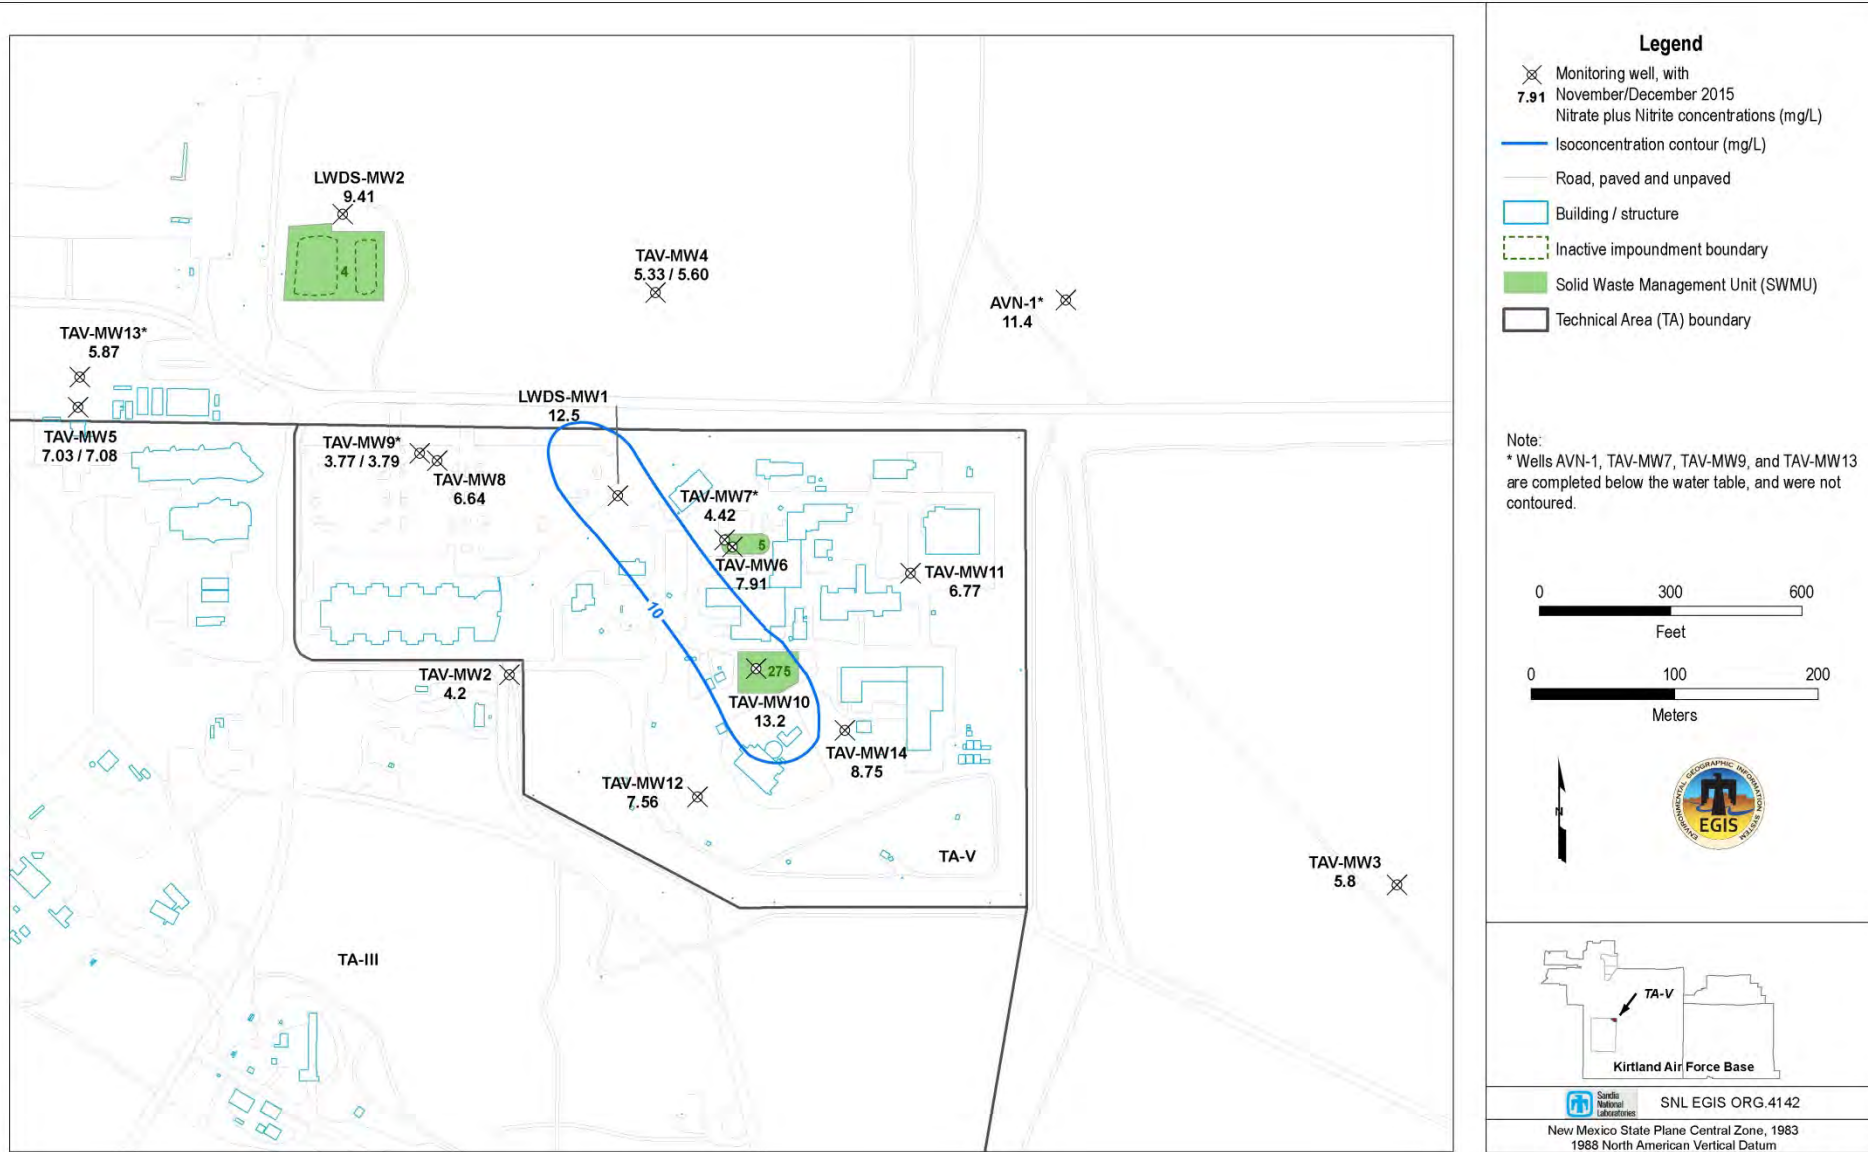 LWDS-MW2
9.41
4
TAV-MW4
5.33 / 5.60
AVN-1*
11.4
TAV-MW13*
5.87
TAV-MW5
7.03 / 7.08
LWDS-MW1
12.5
TAV-MW9*
3.77 / 3.79
TAV-MW8
6.64
TAV-MW7*
4.42
5
TAV-MW6
7.91
TAV-MW11
6.77
10
TAV-MW2
4.2
275
TAV-MW10
13.2
TAV-MW14
8.75
TAV-MW12
7.56
TA-V
TAV-MW3
5.8
TA-III
Legend
Monitoring well, with
7.91 November/December 2015
Nitrate plus Nitrite concentrations (mg/L)
Isoconcentration contour (mg/L)
Road, paved and unpaved
Building / structure
Inactive impoundment boundary
Solid Waste Management Unit (SWMU)
Technical Area (TA) boundary
Note:
* Wells AVN-1, TAV-MW7, TAV-MW9, and TAV-MW13
are completed below the water table, and were not
contoured.
0 300 600
Feet
0 100 200
Meters
N
ENVIRONMENTAL GEOGRAPHIC INFORMATION SYSTEM
EGIS
TA-V
Kirtland Air Force Base
Sandia
National
Laboratories
SNL EGIS ORG.4142
New Mexico State Plane Central Zone, 1983
1988 North American Vertical Datum